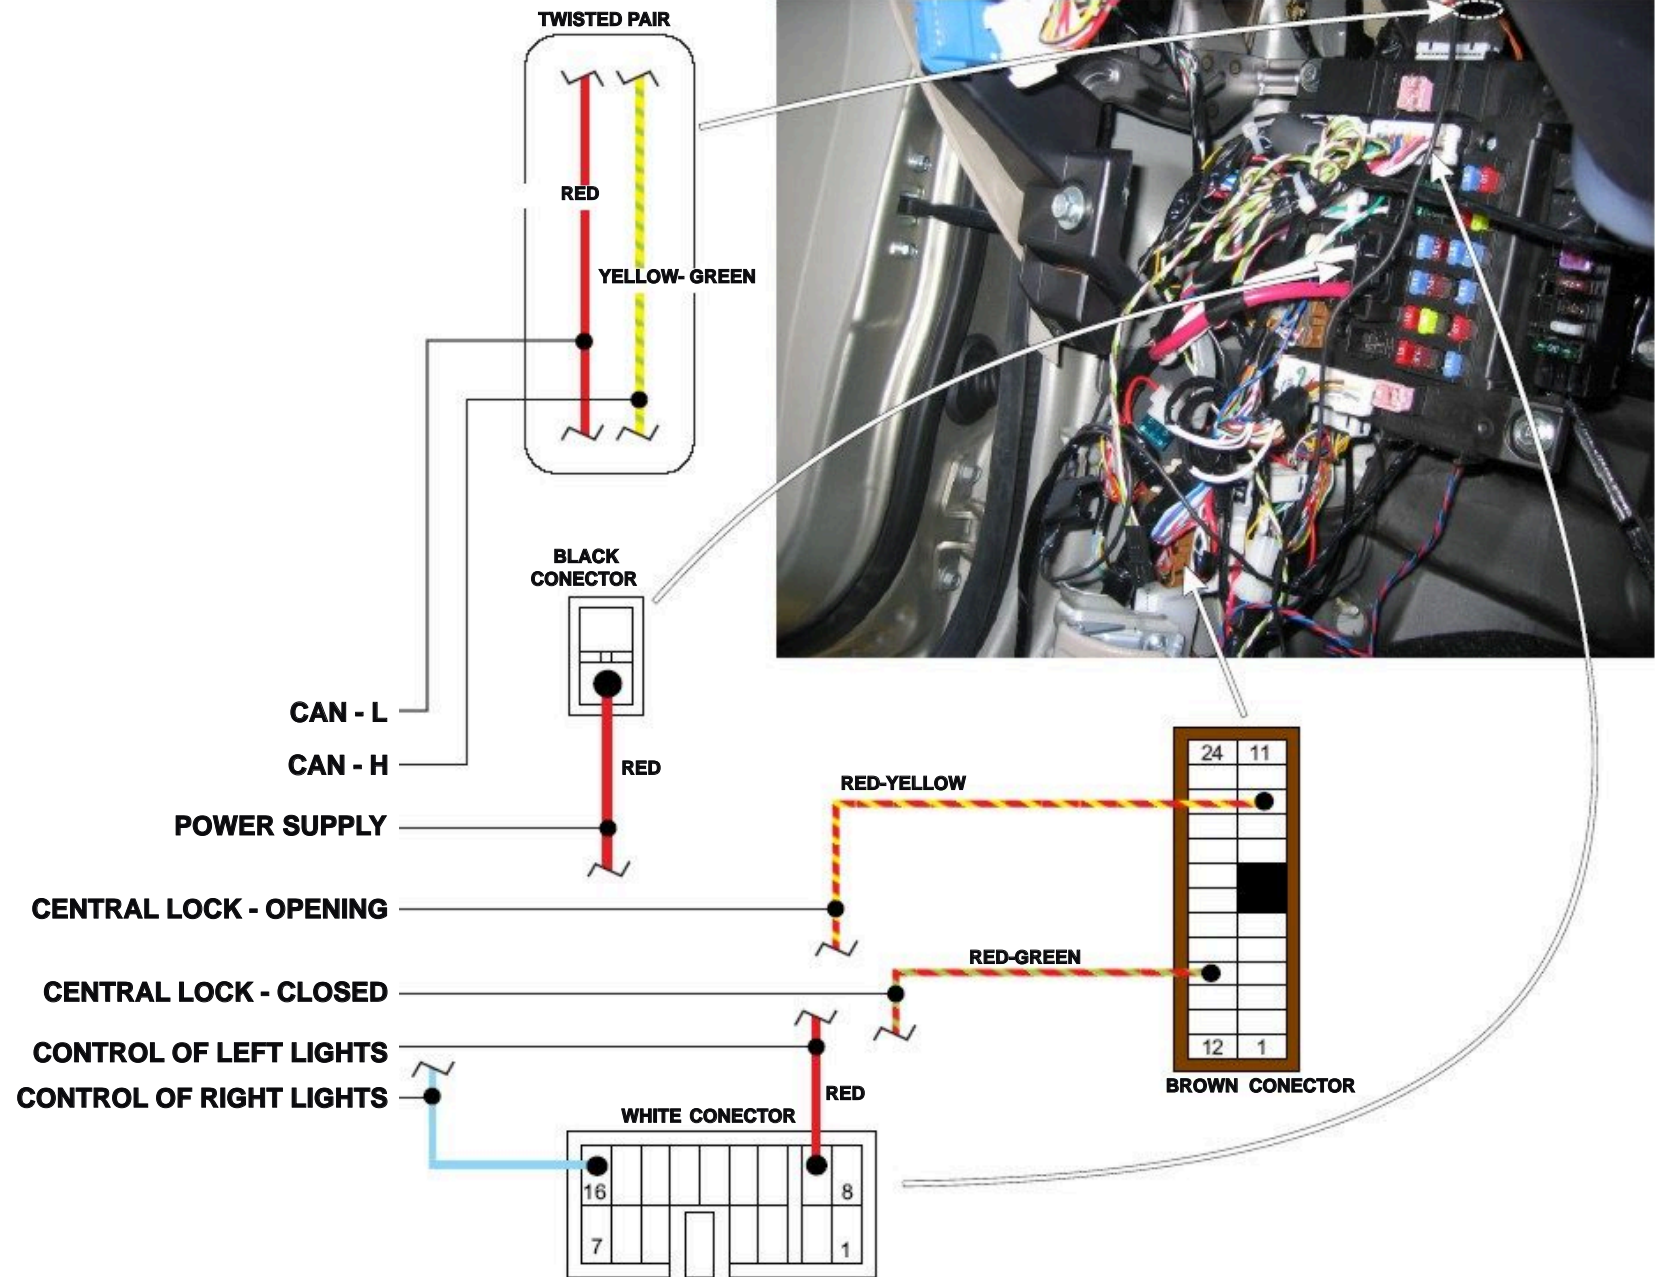 TWISTED PAIR
RED
YELLOW- GREEN
BLACK
CONECTOR
CAN - L
CAN - H
RED
POWER SUPPLY
24 11
RED-YELLOW
CENTRAL LOCK - OPENING
RED-GREEN
CENTRAL LOCK - CLOSED
12 1
CONTROL OF LEFT LIGHTS
BROWN CONECTOR
CONTROL OF RIGHT LIGHTS
RED
WHITE CONECTOR
16 8
7 1